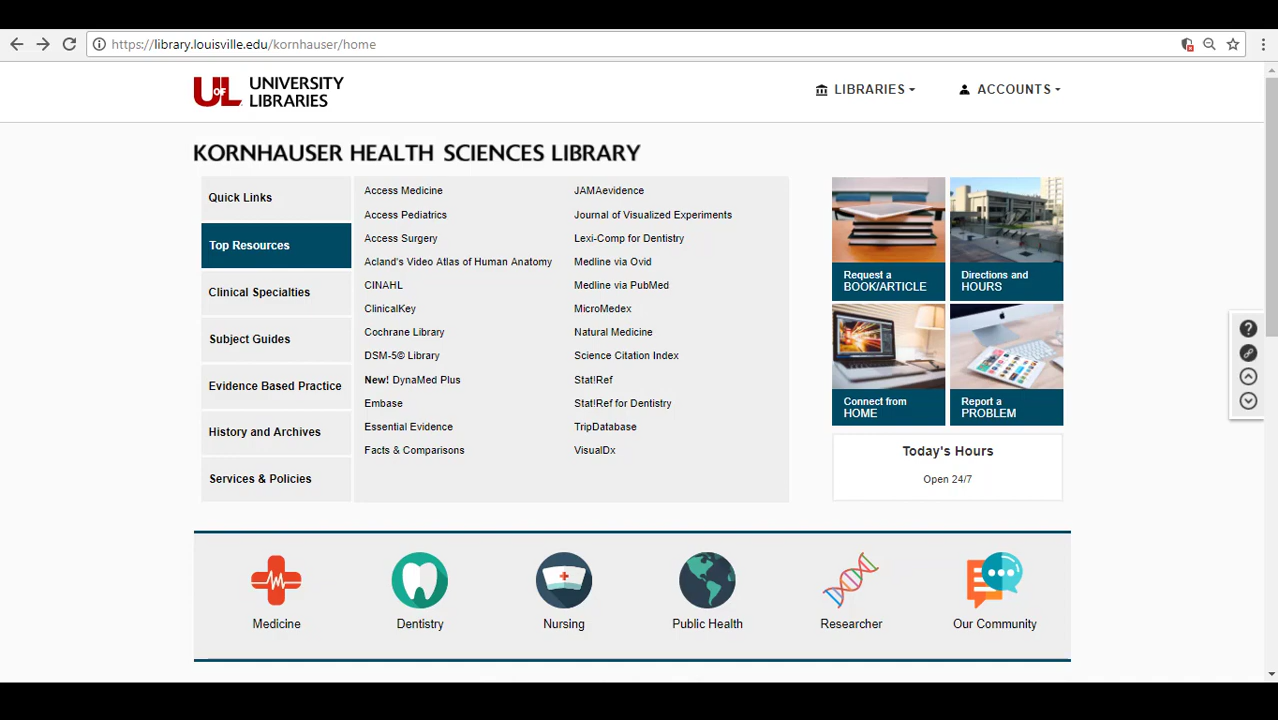 https://library.louisville.edu/kornhauser/home
UofL UNIVERSITY LIBRARIES
LIBRARIES
ACCOUNTS
KORNHAUSER HEALTH SCIENCES LIBRARY
Quick Links
Top Resources
Clinical Specialties
Subject Guides
Evidence Based Practice
History and Archives
Services & Policies
Access Medicine
Access Pediatrics
Access Surgery
Acland's Video Atlas of Human Anatomy
CINAHL
ClinicalKey
Cochrane Library
DSM-5© Library
New! DynaMed Plus
Embase
Essential Evidence
Facts & Comparisons
JAMAevidence
Journal of Visualized Experiments
Lexi-Comp for Dentistry
Medline via Ovid
Medline via PubMed
MicroMedex
Natural Medicine
Science Citation Index
Stat!Ref
Stat!Ref for Dentistry
TripDatabase
VisualDx
Request a
BOOK/ARTICLE
Directions and
HOURS
Connect from
HOME
Report a
PROBLEM
Today's Hours
Open 24/7
Medicine
Dentistry
Nursing
Public Health
Researcher
Our Community